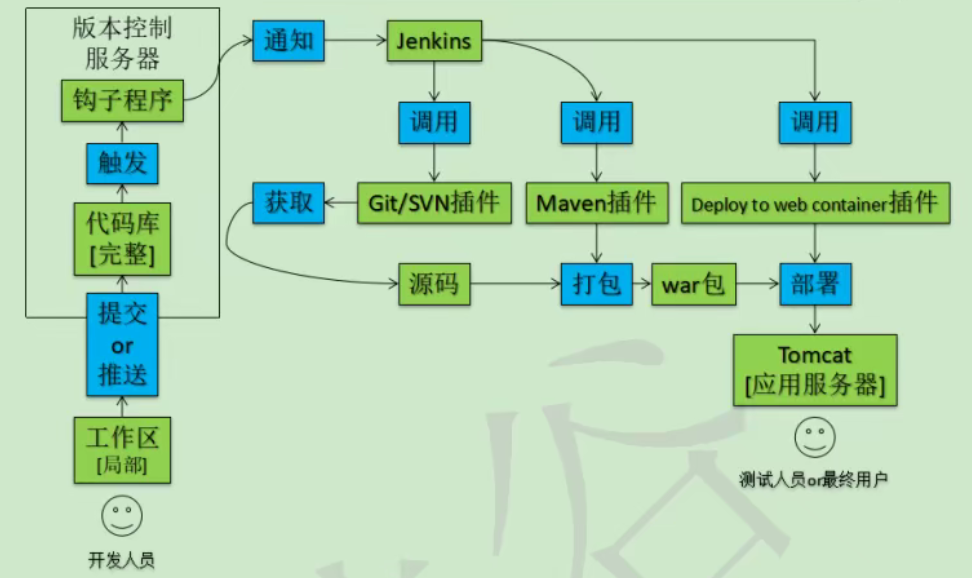 版本控制
服务器
钩子程序
触发
代码库
[完整]
提交
or
推送
工作区
[局部]
开发人员
通知
Jenkins
调用
调用
调用
获取
Git/SVN插件
Maven插件
Deploy to web container插件
源码
打包
war包
部署
Tomcat
[应用服务器]
测试人员or最终用户